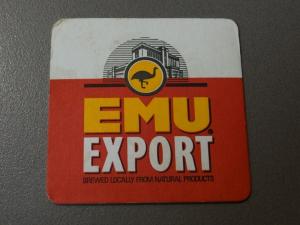 EMU
EXPORT
BREWED LOCALLY FROM NATURAL PRODUCTS